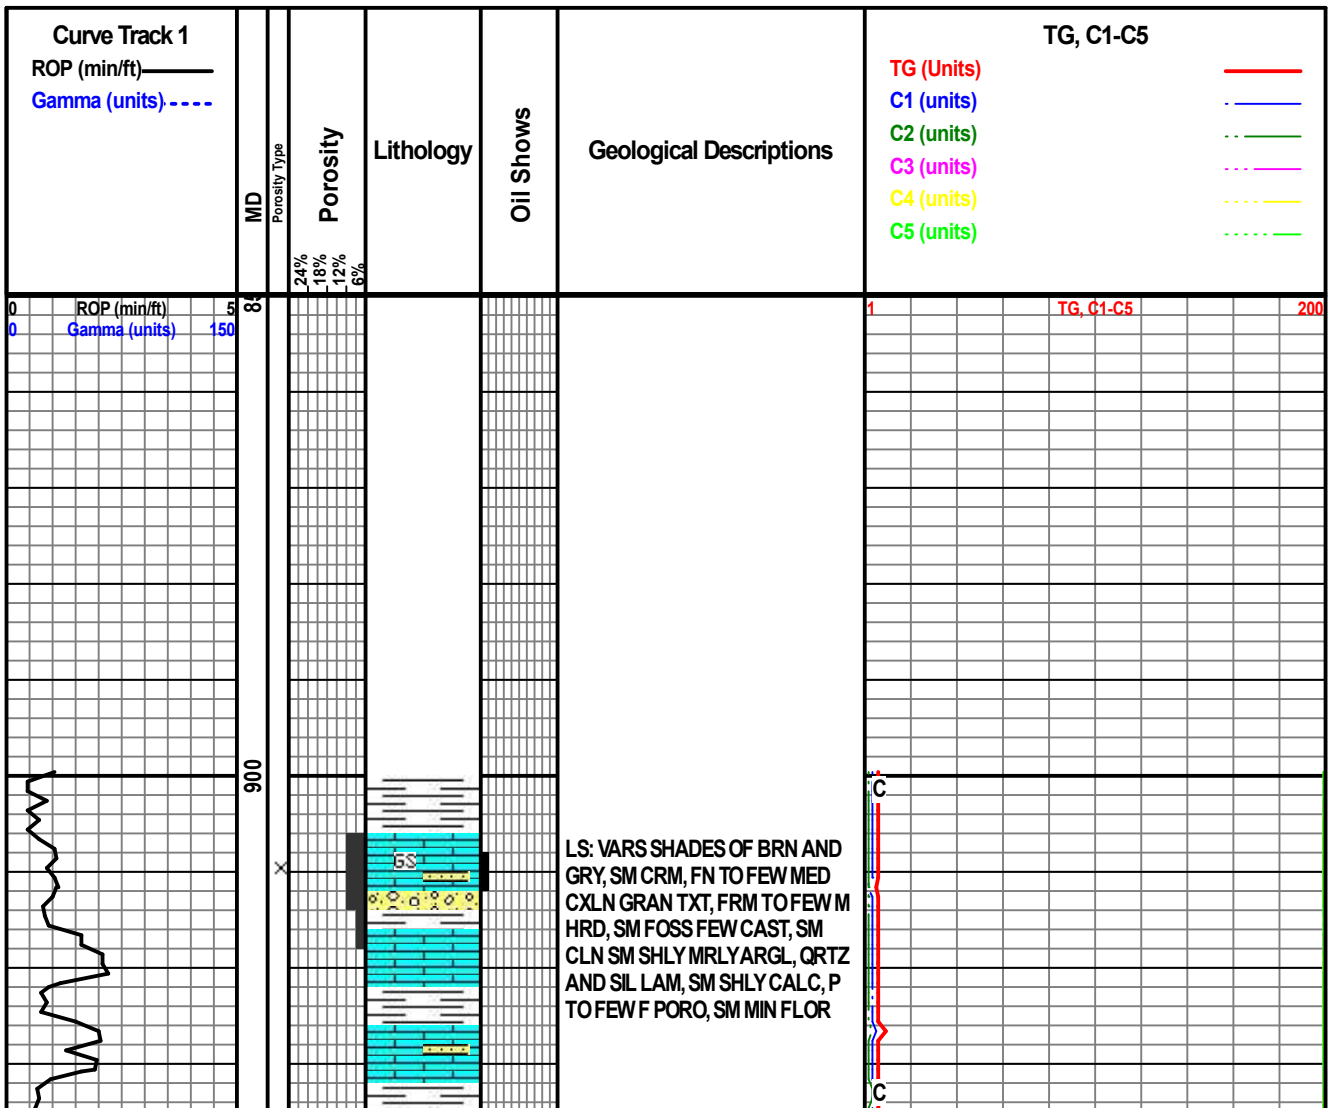 Curve Track 1
ROP (min/ft)
Gamma (units)
MD
Porosity Type
Porosity
24%
18%
12%
6%
Lithology
Oil Shows
Geological Descriptions
TG, C1-C5
TG (Units)
C1 (units)
C2 (units)
C3 (units)
C4 (units)
C5 (units)
0 ROP (min/ft) 5
0 Gamma (units) 150
1 TG, C1-C5 200
900
C
GS
LS: VARS SHADES OF BRN AND
GRY, SM CRM, FN TO FEW MED
CXLN GRAN TXT, FRM TO FEW M
HRD, SM FOSS FEW CAST, SM
CLN SM SHLY MRLY ARGL, QRTZ
AND SIL LAM, SM SHLY CALC, P
TO FEW F PORO, SM MIN FLOR
C